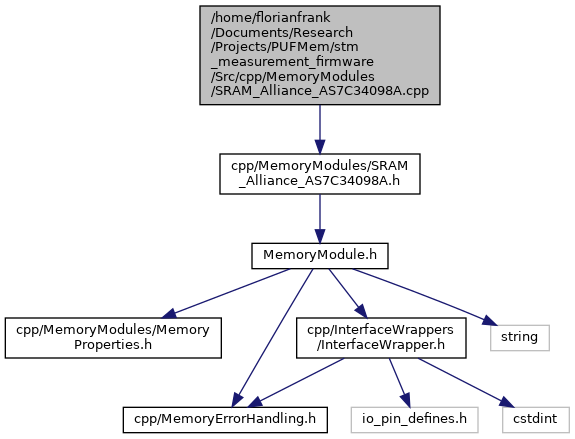 /home/florianfrank
/Documents/Research
/Projects/PUFMem/stm
_measurement_firmware
/Src/cpp/MemoryModules
/SRAM_Alliance_AS7C34098A.cpp
cpp/MemoryModules/SRAM
_Alliance_AS7C34098A.h
MemoryModule.h
cpp/MemoryModules/Memory
Properties.h
cpp/InterfaceWrappers
/InterfaceWrapper.h
string
cpp/MemoryErrorHandling.h
io_pin_defines.h
cstdint